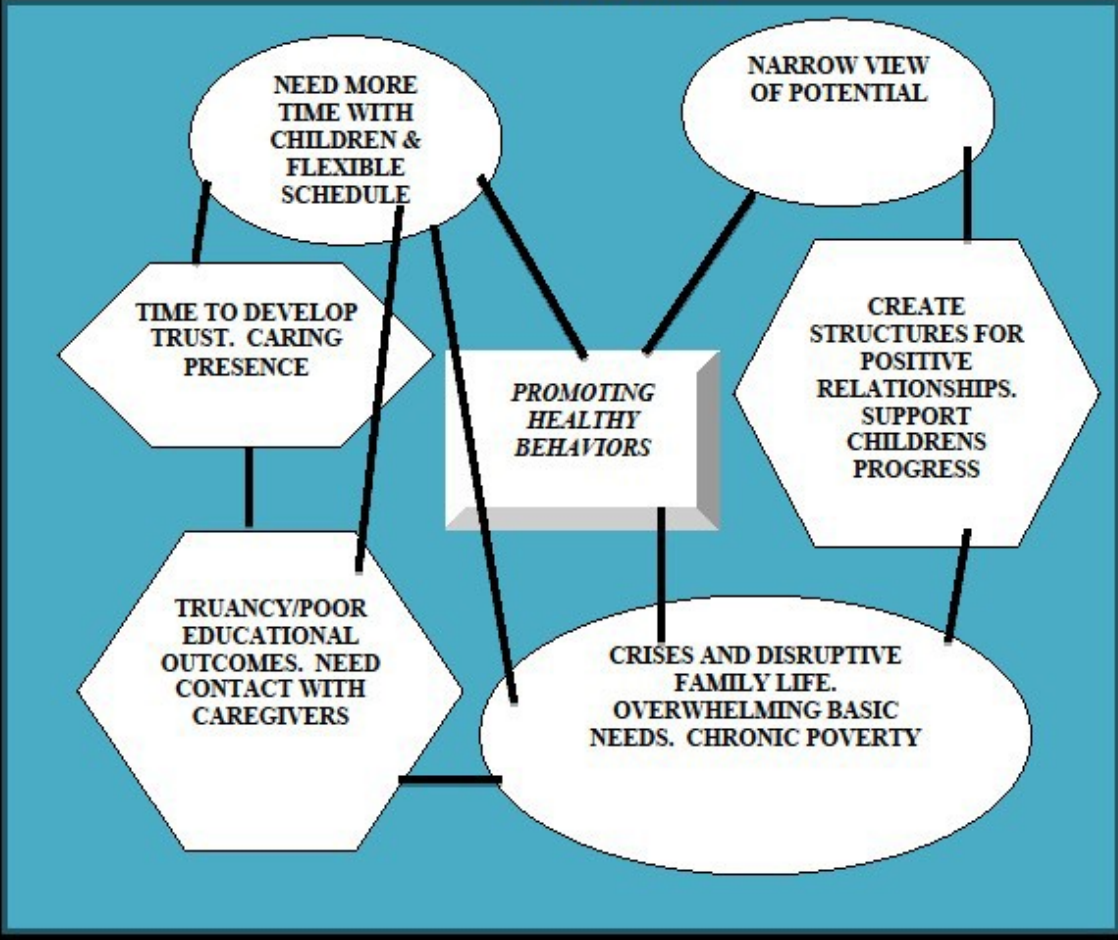 NEED MORE
TIME WITH
CHILDREN &
FLEXIBLE
SCHEDULE
NARROW VIEW
OF POTENTIAL
TIME TO DEVELOP
TRUST.  CARING
PRESENCE
PROMOTING
HEALTHY
BEHAVIORS
CREATE
STRUCTURES FOR
POSITIVE
RELATIONSHIPS.
SUPPORT
CHILDRENS
PROGRESS
TRUANCY/POOR
EDUCATIONAL
OUTCOMES.  NEED
CONTACT WITH
CAREGIVERS
CRISES AND DISRUPTIVE
FAMILY LIFE.
OVERWHELMING BASIC
NEEDS.  CHRONIC POVERTY